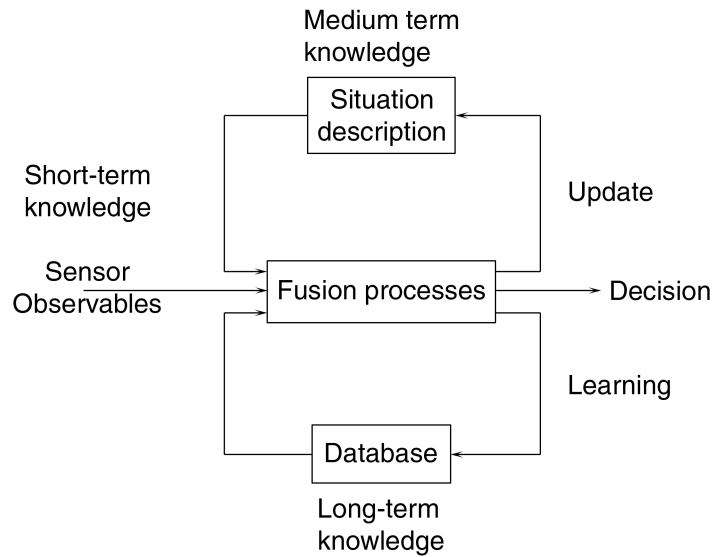 Medium term
knowledge
Situation
description
Short-term
knowledge
Update
Sensor
Observables
Fusion processes
Decision
Learning
Database
Long-term
knowledge